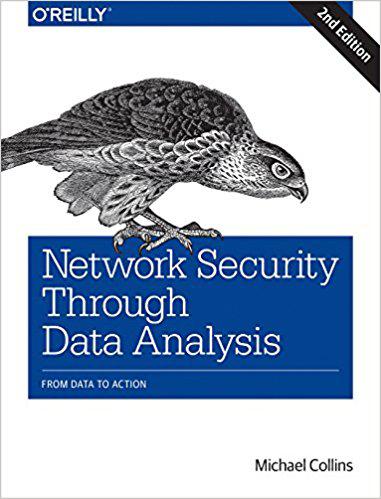 O'REILLY®
2nd Edition
Network Security
Through
Data Analysis
FROM DATA TO ACTION
Michael Collins